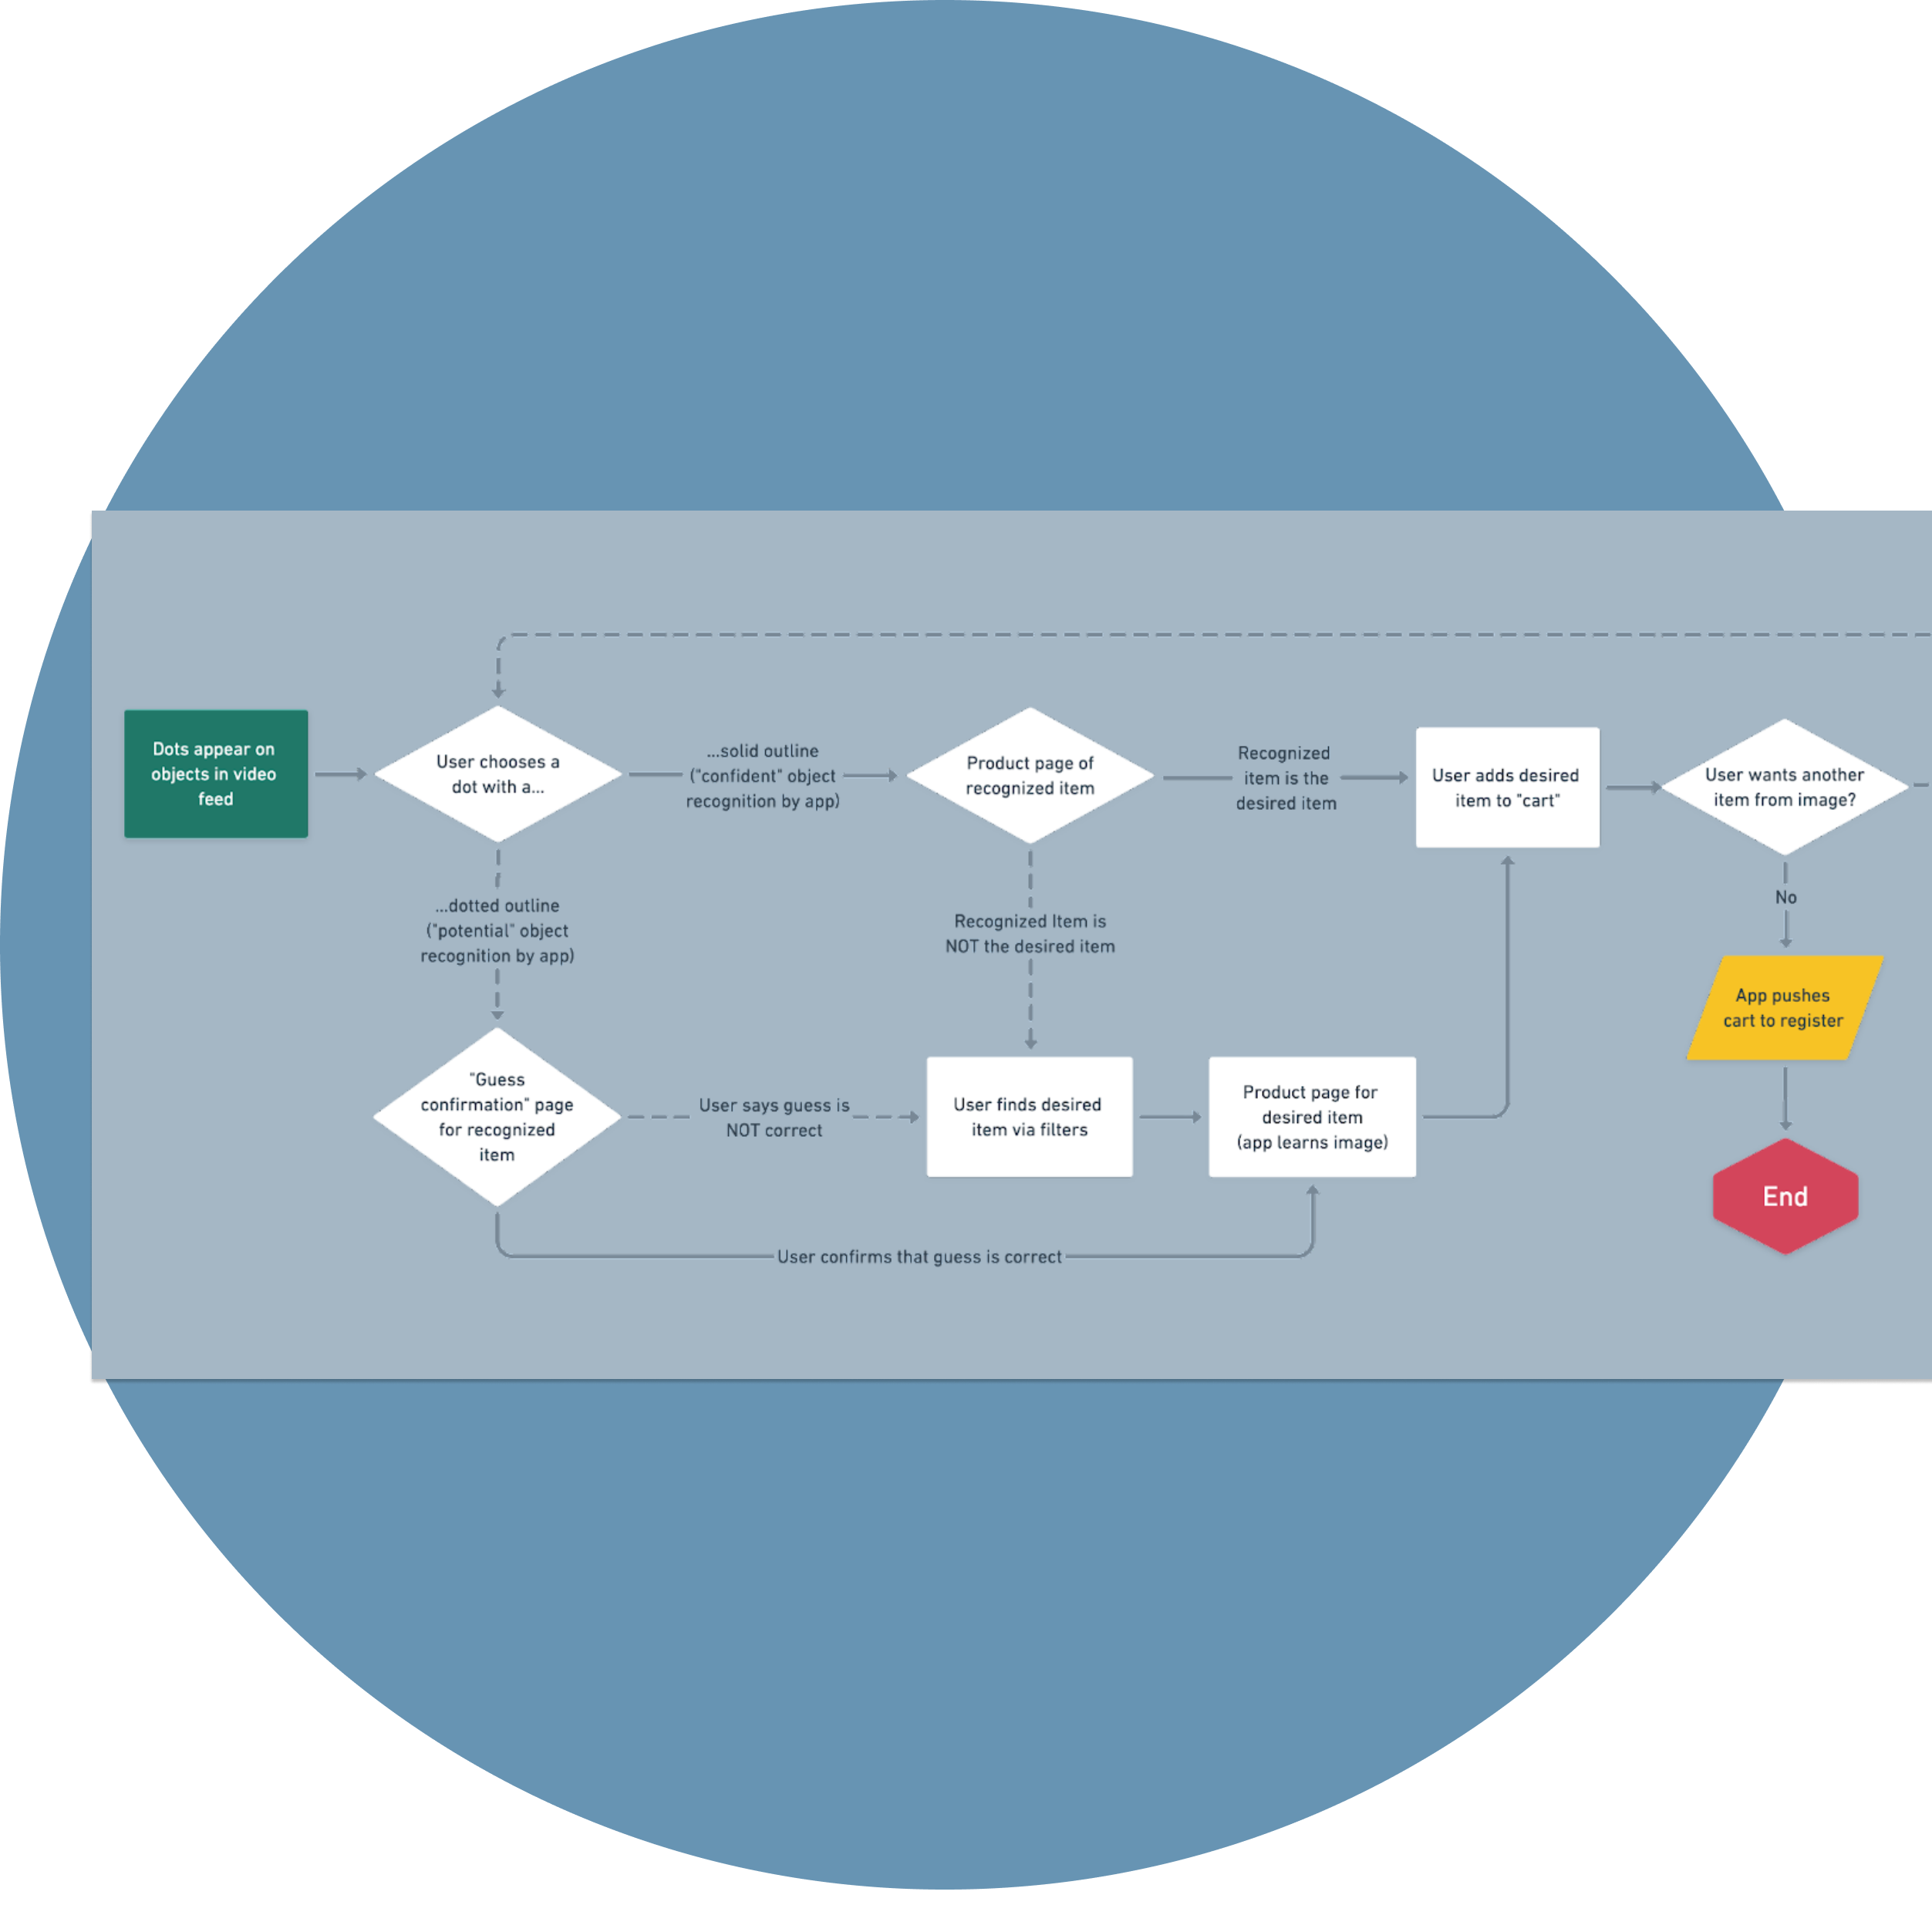 Dots appear on
objects in video
feed
User chooses a
dot with a...
...solid outline
("confident" object
recognition by app)
Product page of
recognized item
Recognized
item is the
desired item
User adds desired
item to "cart"
User wants another
item from image?
...dotted outline
("potential" object
recognition by app)
Recognized Item is
NOT the desired item
No
App pushes
cart to register
"Guess
confirmation" page
for recognized
item
User says guess is
NOT correct
User finds desired
item via filters
Product page for
desired item
(app learns image)
End
User confirms that guess is correct